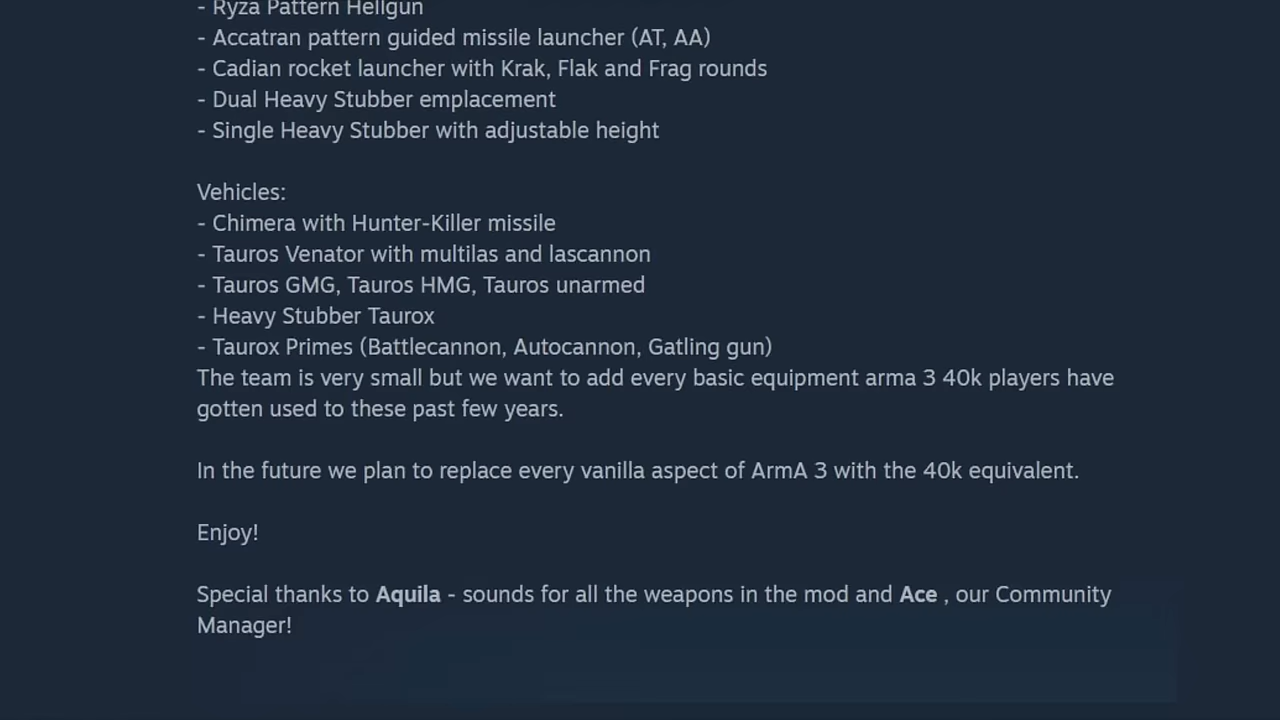 - Ryza Pattern Hellgun
- Accatran pattern guided missile launcher (AT, AA)
- Cadian rocket launcher with Krak, Flak and Frag rounds
- Dual Heavy Stubber emplacement
- Single Heavy Stubber with adjustable height
Vehicles:
- Chimera with Hunter-Killer missile
- Tauros Venator with multilas and lascannon
- Tauros GMG, Tauros HMG, Tauros unarmed
- Heavy Stubber Taurox
- Taurox Primes (Battlecannon, Autocannon, Gatling gun)
The team is very small but we want to add every basic equipment arma 3 40k players have
gotten used to these past few years.
In the future we plan to replace every vanilla aspect of ArmA 3 with the 40k equivalent.
Enjoy!
Special thanks to Aquila - sounds for all the weapons in the mod and Ace , our Community
Manager!